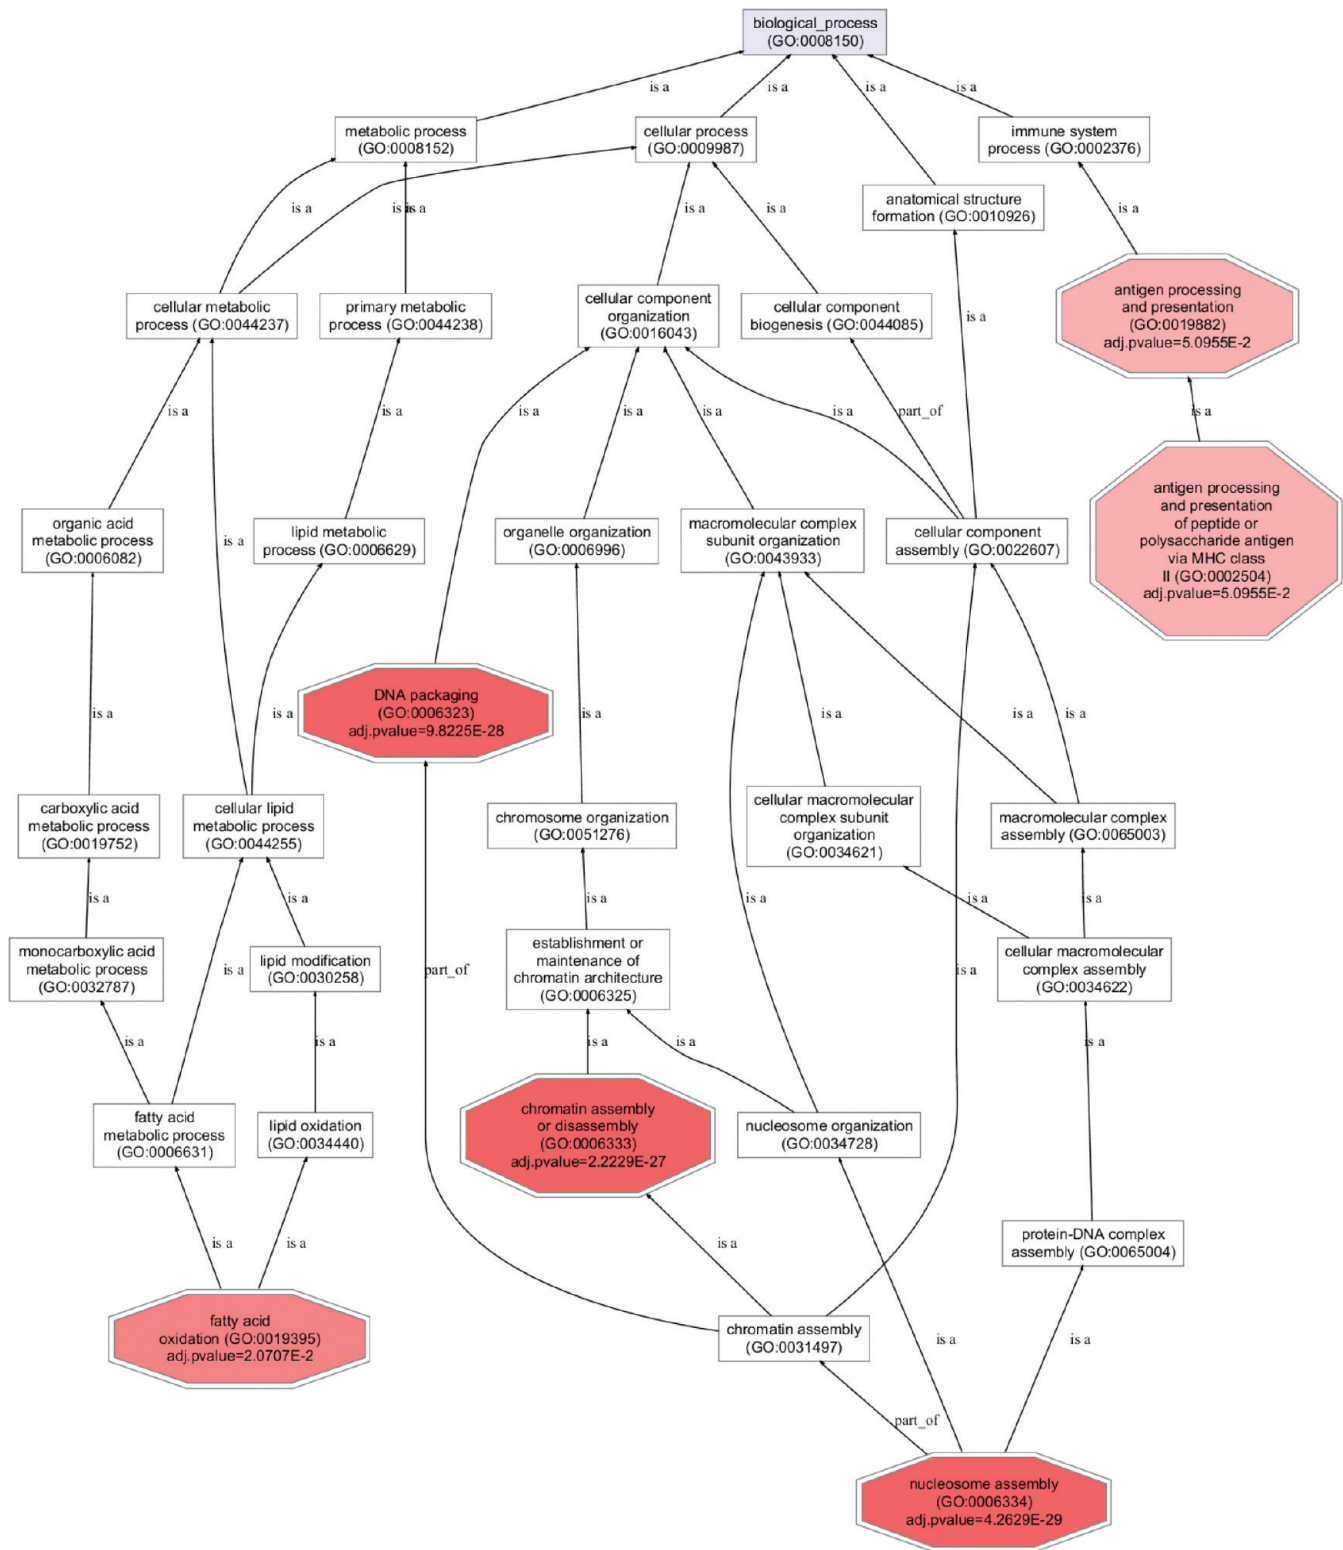 biological_process
(GO:0008150)
is a
is a
is a
is a
metabolic process
(GO:0008152)
cellular process
(GO:0009987)
immune system
process (GO:0002376)
anatomical structure
formation (GO:0010926)
is a
is a
is a
is a
is a
is a
cellular metabolic
process (GO:0044237)
primary metabolic
process (GO:0044238)
cellular component
organization
(GO:0016043)
cellular component
biogenesis (GO:0044085)
is a
antigen processing
and presentation
(GO:0019882)
adj.pvalue=5.0955E-2
is a
is a
is a
is a
is a
is a
part_of
is a
organic acid
metabolic process
(GO:0006082)
is a
lipid metabolic
process (GO:0006629)
organelle organization
(GO:0006996)
macromolecular complex
subunit organization
(GO:0043933)
cellular component
assembly (GO:0022607)
antigen processing
and presentation
of peptide or
polysaccharide antigen
via MHC class
II (GO:0002504)
adj.pvalue=5.0955E-2
DNA packaging
(GO:0006323)
adj.pvalue=9.8225E-28
is a
is a
is a
is a
is a
is a
carboxylic acid
metabolic process
(GO:0019752)
cellular lipid
metabolic process
(GO:0044255)
chromosome organization
(GO:0051276)
cellular macromolecular
complex subunit
organization
(GO:0034621)
macromolecular complex
assembly (GO:0065003)
is a
is a
is a
is a
is a
is a
monocarboxylic acid
metabolic process
(GO:0032787)
is a
lipid modification
(GO:0030258)
part_of
establishment or
maintenance of
chromatin architecture
(GO:0006325)
is a
cellular macromolecular
complex assembly
(GO:0034622)
is a
is a
is a
is a
is a
fatty acid
metabolic process
(GO:0006631)
lipid oxidation
(GO:0034440)
chromatin assembly
or disassembly
(GO:0006333)
adj.pvalue=2.2229E-27
nucleosome organization
(GO:0034728)
is a
is a
is a
protein-DNA complex
assembly (GO:0065004)
fatty acid
oxidation (GO:0019395)
adj.pvalue=2.0707E-2
chromatin assembly
(GO:0031497)
is a
is a
part_of
nucleosome assembly
(GO:0006334)
adj.pvalue=4.2629E-29